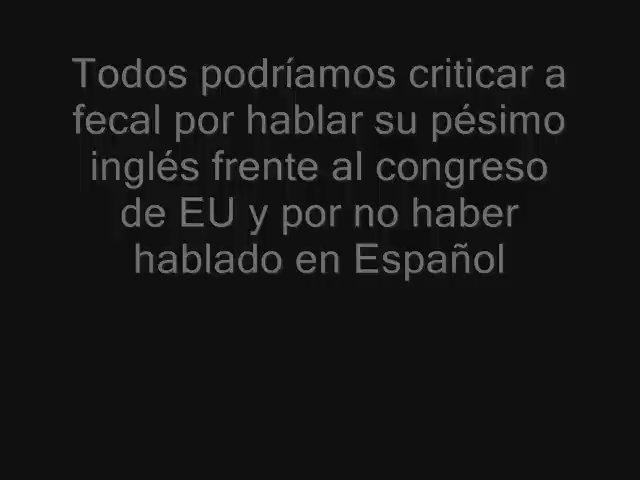 Todos podríamos criticar a
fecal por hablar su pésimo
inglés frente al congreso
de EU y por no haber
hablado en Español